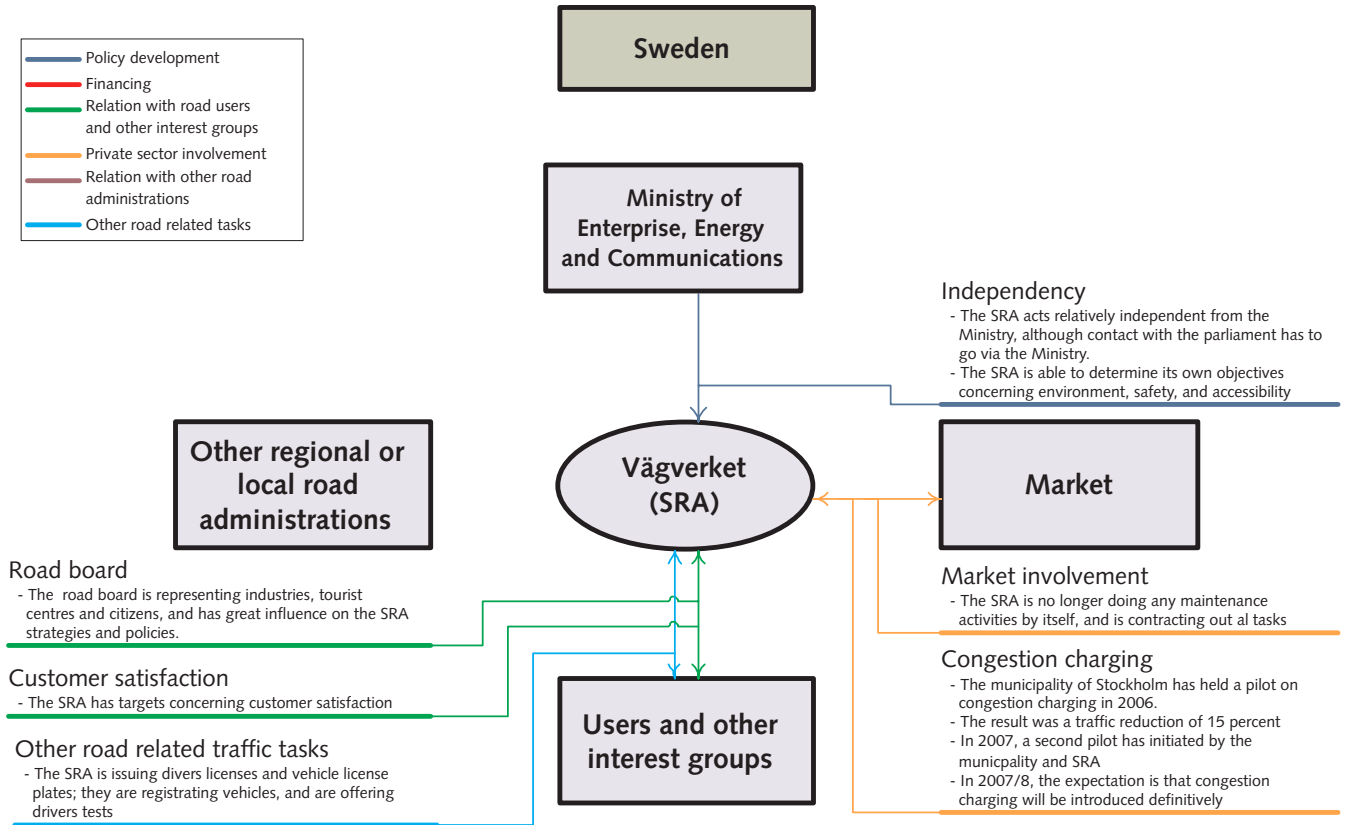 Sweden
Policy development
Financing
Relation with road users
and other interest groups
Private sector involvement
Relation with other road
administrations
Other road related tasks
Ministry of
Enterprise, Energy
and Communications
Independency
- The SRA acts relatively independent from the
Ministry, although contact with the parliament has to
go via the Ministry.
- The SRA is able to determine its own objectives
concerning environment, safety, and accessibility
Other regional or
local road
administrations
Vägverket
(SRA)
Market
Road board
- The road board is representing industries, tourist
centres and citizens, and has great influence on the SRA
strategies and policies.
Customer satisfaction
- The SRA has targets concerning customer satisfaction
Other road related traffic tasks
- The SRA is issuing divers licenses and vehicle license
plates; they are registrating vehicles, and are offering
drivers tests
Users and other
interest groups
Market involvement
- The SRA is no longer doing any maintenance
activities by itself, and is contracting out al tasks
Congestion charging
- The municipality of Stockholm has held a pilot on
congestion charging in 2006.
- The result was a traffic reduction of 15 percent
- In 2007, a second pilot has initiated by the
municpality and SRA
- In 2007/8, the expectation is that congestion
charging will be introduced definitively